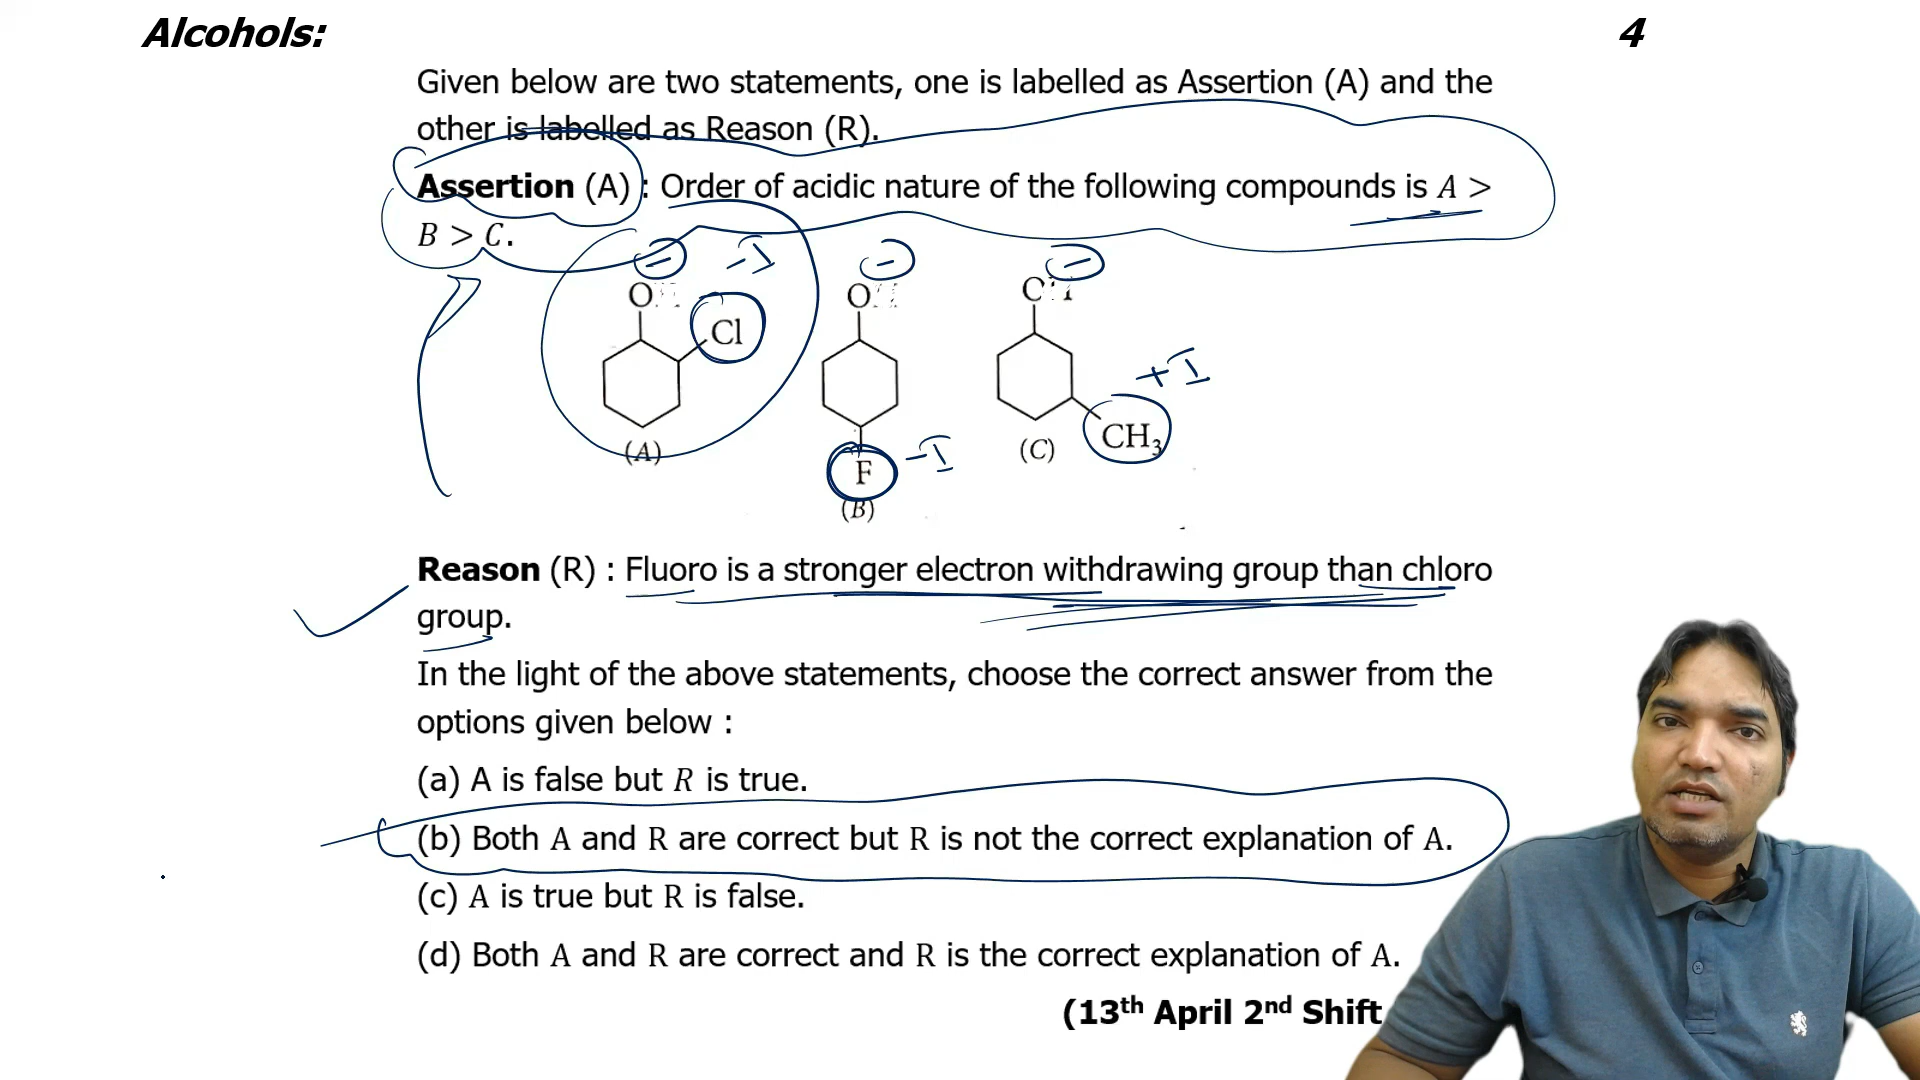 Alcohols: 4
Given below are two statements, one is labelled as Assertion (A) and the
other is labelled as Reason (R).
Assertion (A) : Order of acidic nature of the following compounds is A >
B > C.
− −I − −
O Cl O O
+I
(A) (C) CH₃
F −I
(B)
Reason (R) : Fluoro is a stronger electron withdrawing group than chloro
group.
In the light of the above statements, choose the correct answer from the
options given below :
(a) A is false but R is true.
(b) Both A and R are correct but R is not the correct explanation of A.
(c) A is true but R is false.
(d) Both A and R are correct and R is the correct explanation of A.
(13th April 2nd Shift